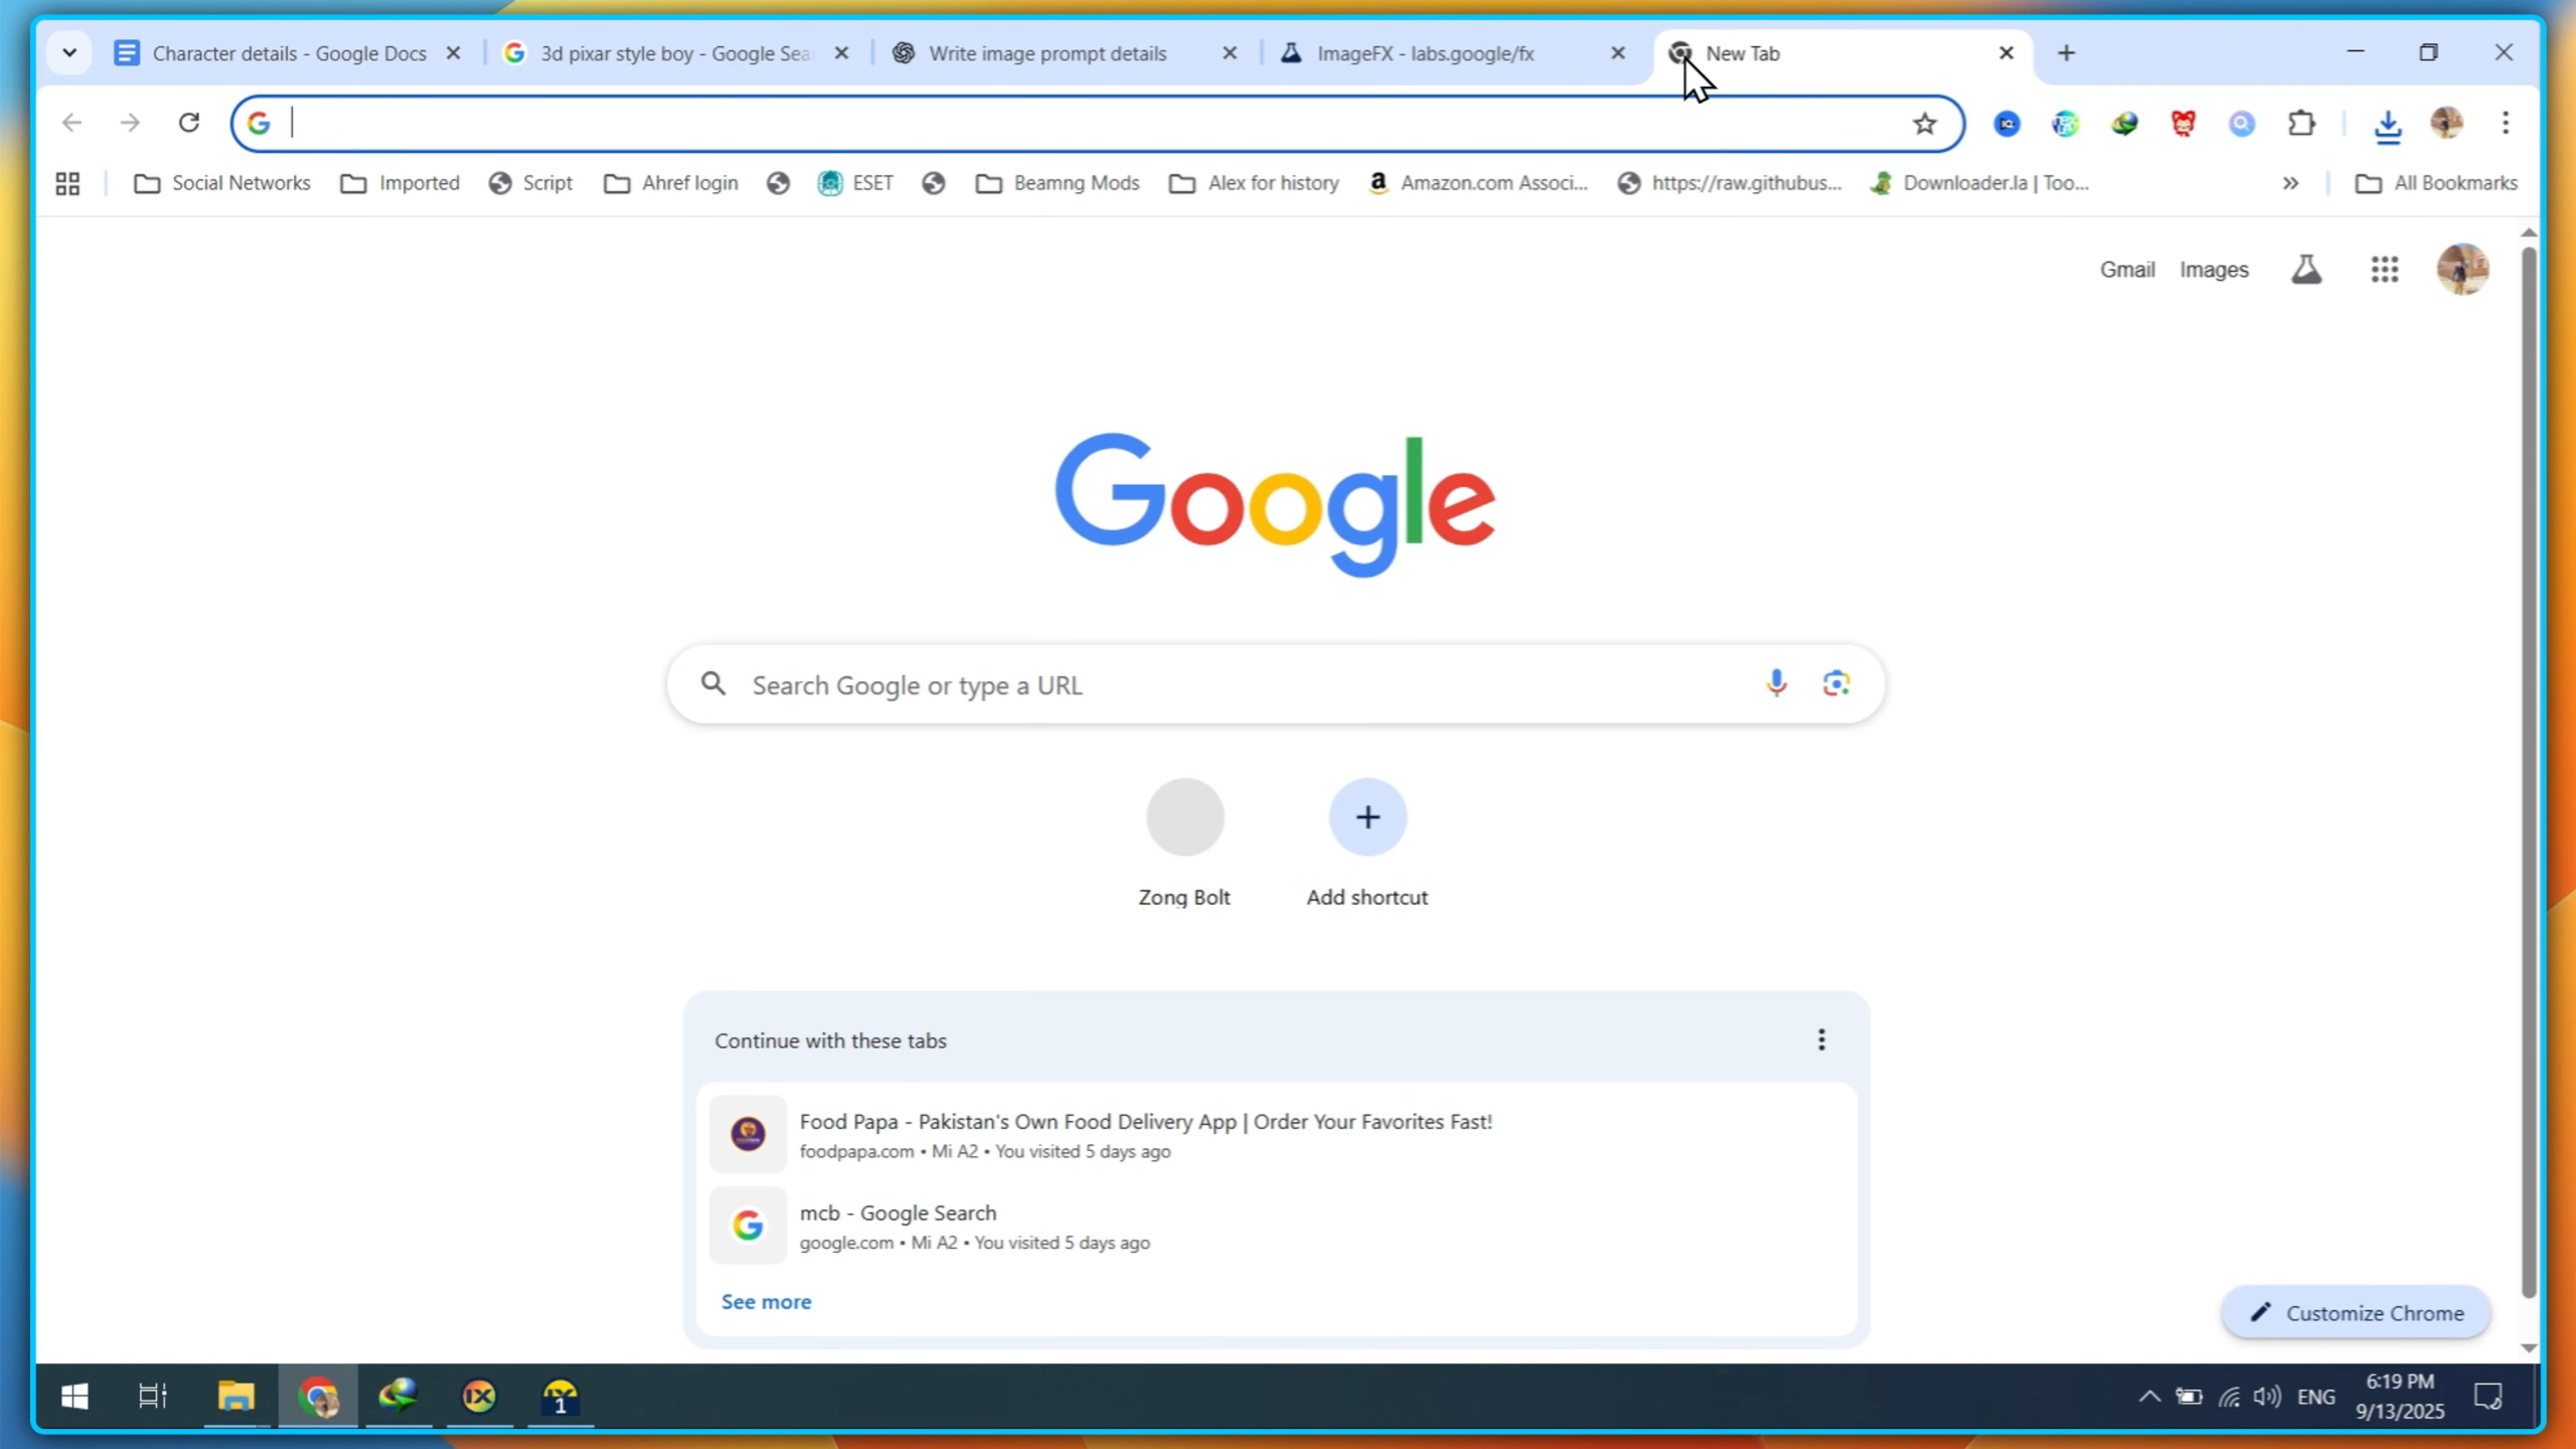 Character details - Google Docs
3d pixar style boy - Google Sea
Write image prompt details
ImageFX - labs.google/fx
New Tab
Social Networks
Imported
Script
Ahref login
ESET
Beamng Mods
Alex for history
Amazon.com Associ...
https://raw.githubus...
Downloader.la | Too...
All Bookmarks
Gmail
Images
Google
Search Google or type a URL
Zong Bolt
Add shortcut
Continue with these tabs
Food Papa - Pakistan's Own Food Delivery App | Order Your Favorites Fast!
foodpapa.com • Mi A2 • You visited 5 days ago
mcb - Google Search
google.com • Mi A2 • You visited 5 days ago
See more
Customize Chrome
IX
1
ENG
6:19 PM
9/13/2025